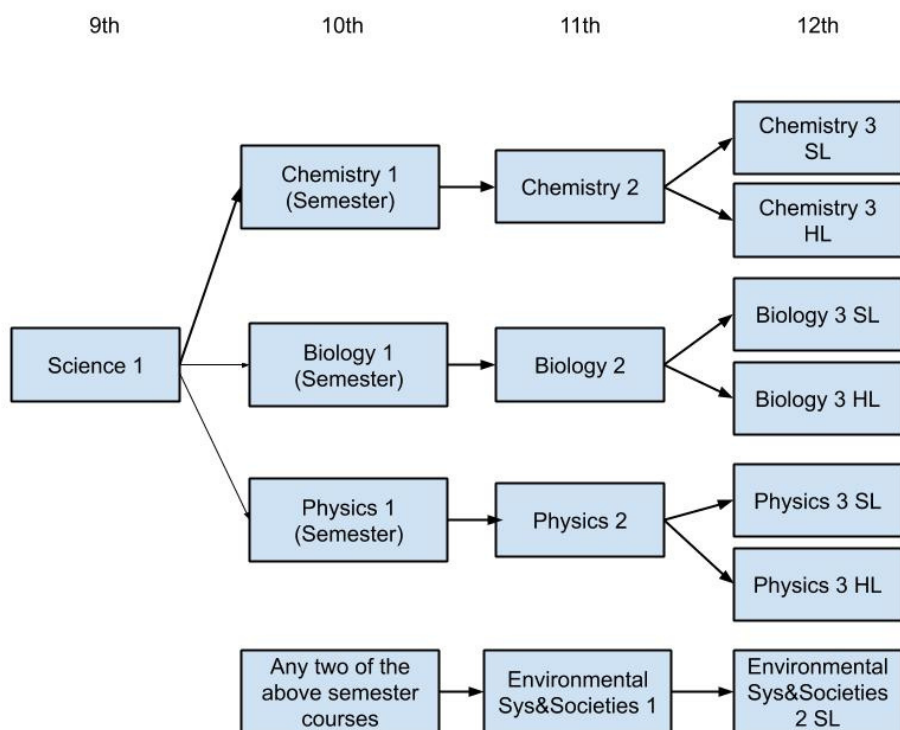 9th
10th
11th
12th
Science 1
Chemistry 1
(Semester)
Chemistry 2
Chemistry 3
SL
Chemistry 3
HL
Biology 1
(Semester)
Biology 2
Biology 3 SL
Biology 3 HL
Physics 1
(Semester)
Physics 2
Physics 3 SL
Physics 3 HL
Any two of the
above semester
courses
Environmental
Sys&Societies 1
Environmental
Sys&Societies
2 SL